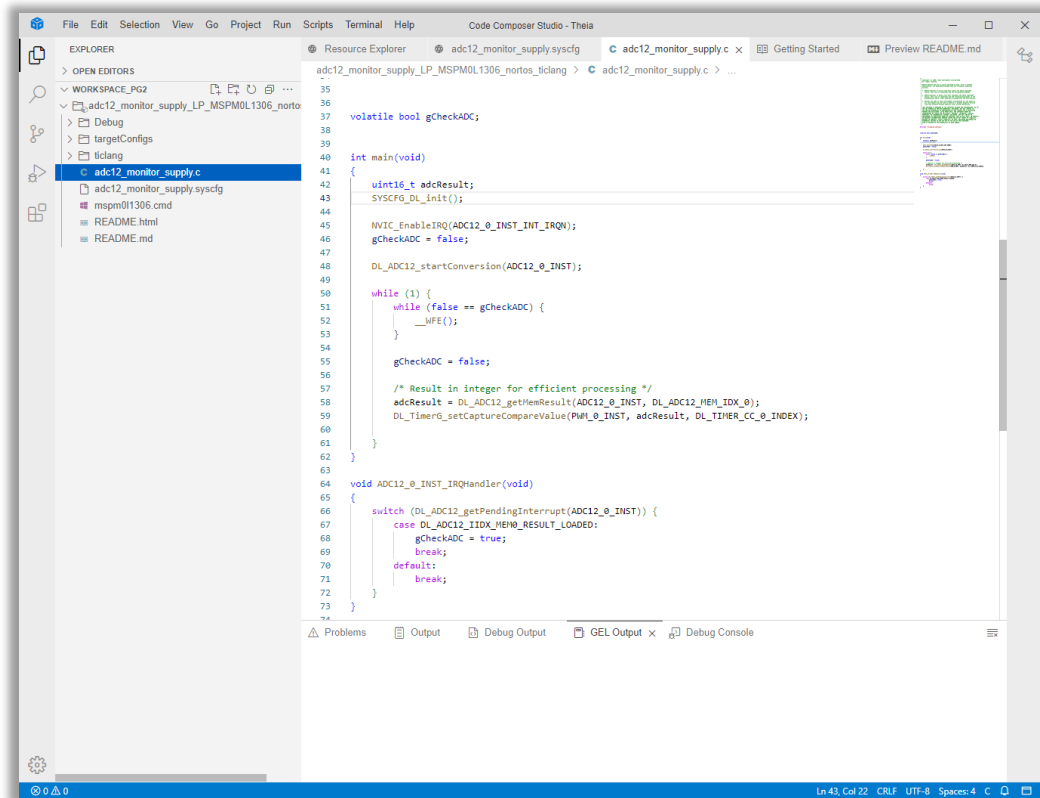 File Edit Selection View Go Project Run Scripts Terminal Help Code Composer Studio - Theia
EXPLORER
OPEN EDITORS
WORKSPACE_PG2
adc12_monitor_supply_LP_MSPM0L1306_nortos
Debug
targetConfigs
ticlang
C adc12_monitor_supply.c
adc12_monitor_supply.syscfg
mspm0l1306.cmd
README.html
README.md
Resource Explorer adc12_monitor_supply.syscfg C adc12_monitor_supply.c Getting Started Preview README.md
adc12_monitor_supply_LP_MSPM0L1306_nortos_ticlang > C adc12_monitor_supply.c > ...
35
36
37 volatile bool gCheckADC;
38
39
40 int main(void)
41 {
42 uint16_t adcResult;
43 SYSCFG_DL_init();
44
45 NVIC_EnableIRQ(ADC12_0_INST_INT_IRQN);
46 gCheckADC = false;
47
48 DL_ADC12_startConversion(ADC12_0_INST);
49
50 while (1) {
51 while (false == gCheckADC) {
52 __WFE();
53 }
54
55 gCheckADC = false;
56
57 /* Result in integer for efficient processing */
58 adcResult = DL_ADC12_getMemResult(ADC12_0_INST, DL_ADC12_MEM_IDX_0);
59 DL_TimerG_setCaptureCompareValue(PWM_0_INST, adcResult, DL_TIMER_CC_0_INDEX);
60
61 }
62 }
63
64 void ADC12_0_INST_IRQHandler(void)
65 {
66 switch (DL_ADC12_getPendingInterrupt(ADC12_0_INST)) {
67 case DL_ADC12_IIDX_MEM0_RESULT_LOADED:
68 gCheckADC = true;
69 break;
70 default:
71 break;
72 }
73 }
Problems Output Debug Output GEL Output Debug Console
0 0 Ln 43, Col 22 CRLF UTF-8 Spaces: 4 C